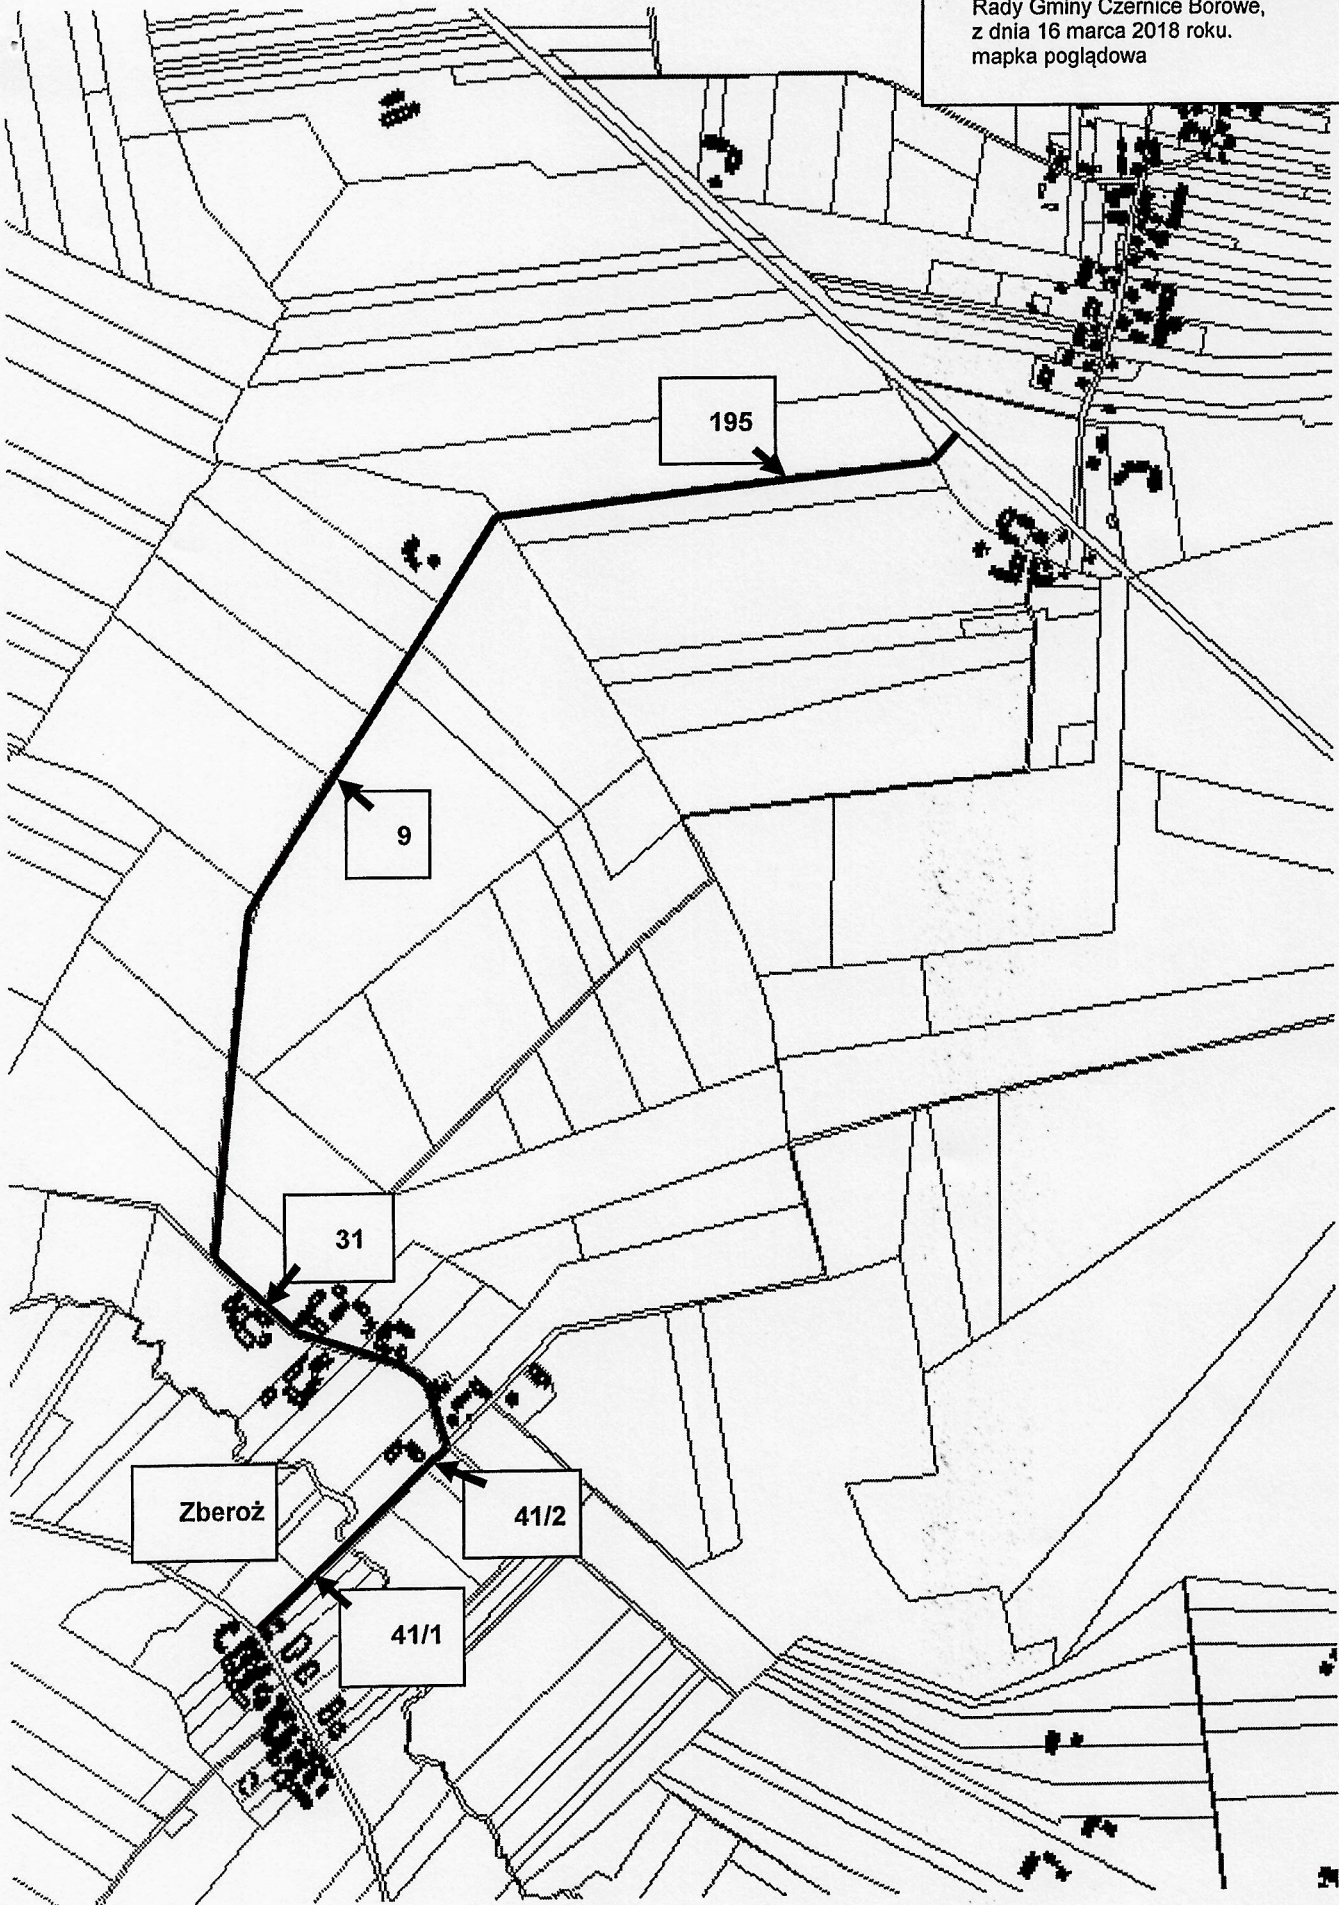 Rady Gminy Czernice Borowe,
z dnia 16 marca 2018 roku.
mapka poglądowa
195
9
31
Zberoż
41/2
41/1